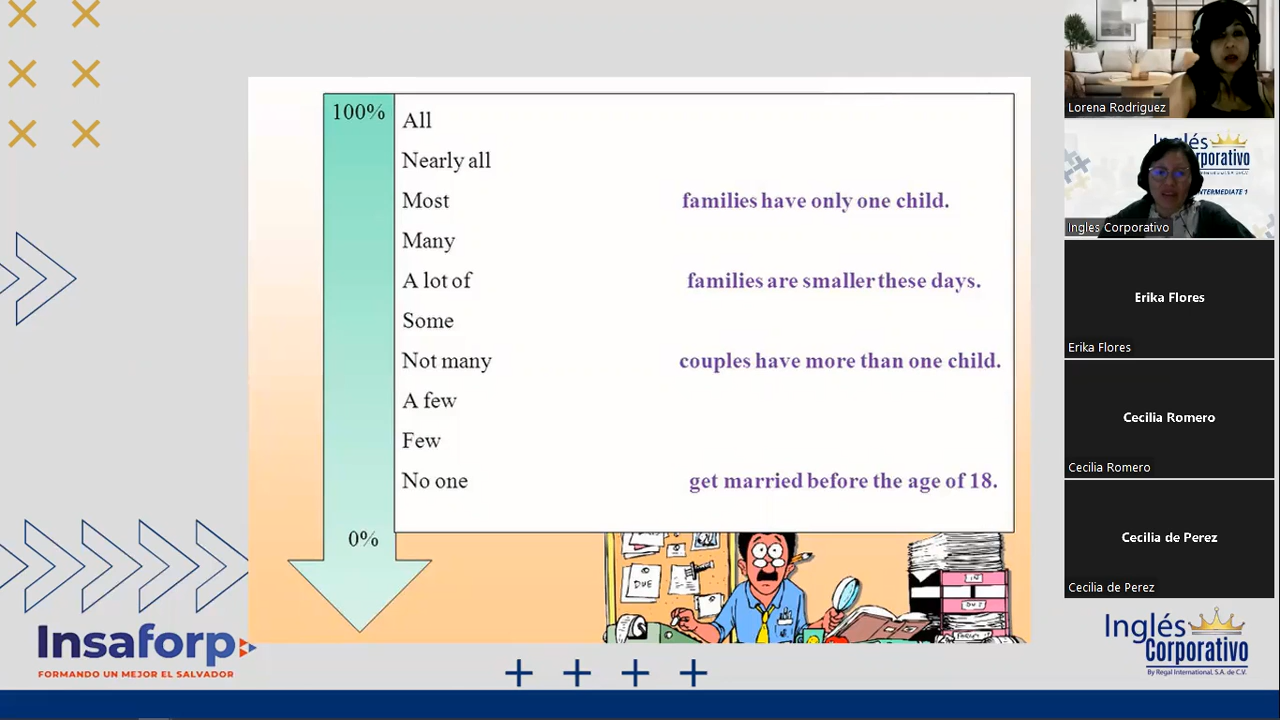 100%
All
Nearly all
Most families have only one child.
Many
A lot of families are smaller these days.
Some
Not many couples have more than one child.
A few
Few
No one get married before the age of 18.
0%
DUE
IN
Insaforp
FORMANDO UN MEJOR EL SALVADOR
Lorena Rodriguez
Inglés
orporativo
INTERMEDIATE 1
Ingles Corporativo
Erika Flores
Erika Flores
Cecilia Romero
Cecilia Romero
Cecilia de Perez
Cecilia de Perez
Inglés
Corporativo
By Regal International, S.A. de C.V.